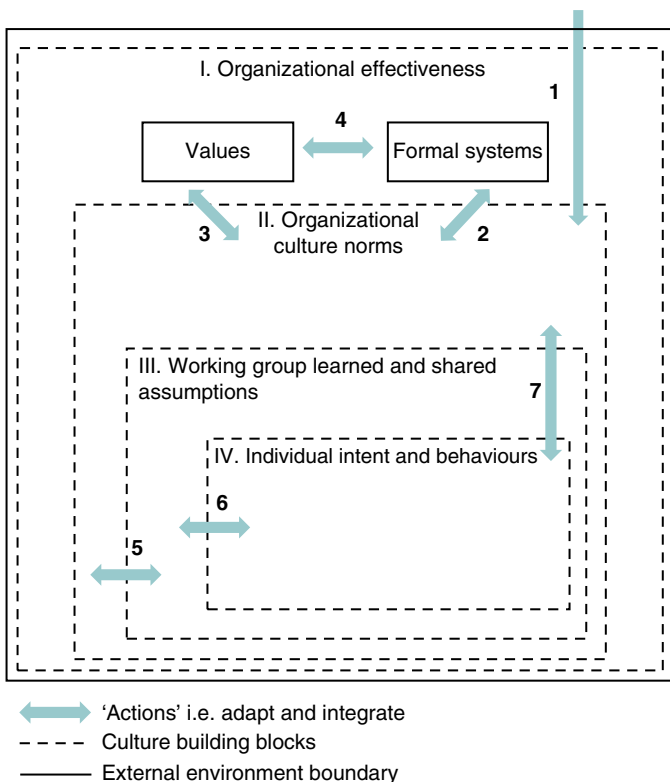 I. Organizational effectiveness
1
4
Values
Formal systems
3
II. Organizational
culture norms
2
III. Working group learned and shared
assumptions
7
IV. Individual intent and behaviours
6
5
‘Actions’ i.e. adapt and integrate
Culture building blocks
External environment boundary